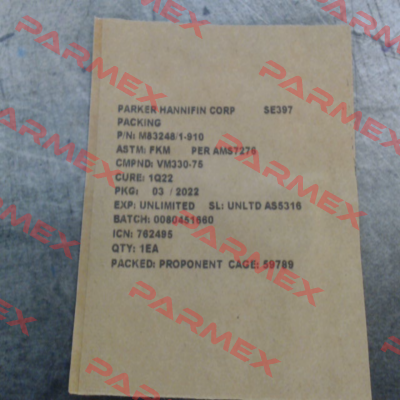 PARKER HANNIFIN CORP SE397
PACKING
P/N: M83248/1-910
ASTM: FKM PER AMS7276
CMPND: VM330-75
CURE: 1Q22
PKG: 03 / 2022
EXP: UNLIMITED SL: UNLTD AS5316
BATCH: 0080451660
ICN: 762495
QTY: 1EA
PACKED: PROPONENT CAGE: 59789
PARMEX
PARMEX
PARMEX
PARMEX
PARMEX
PARMEX